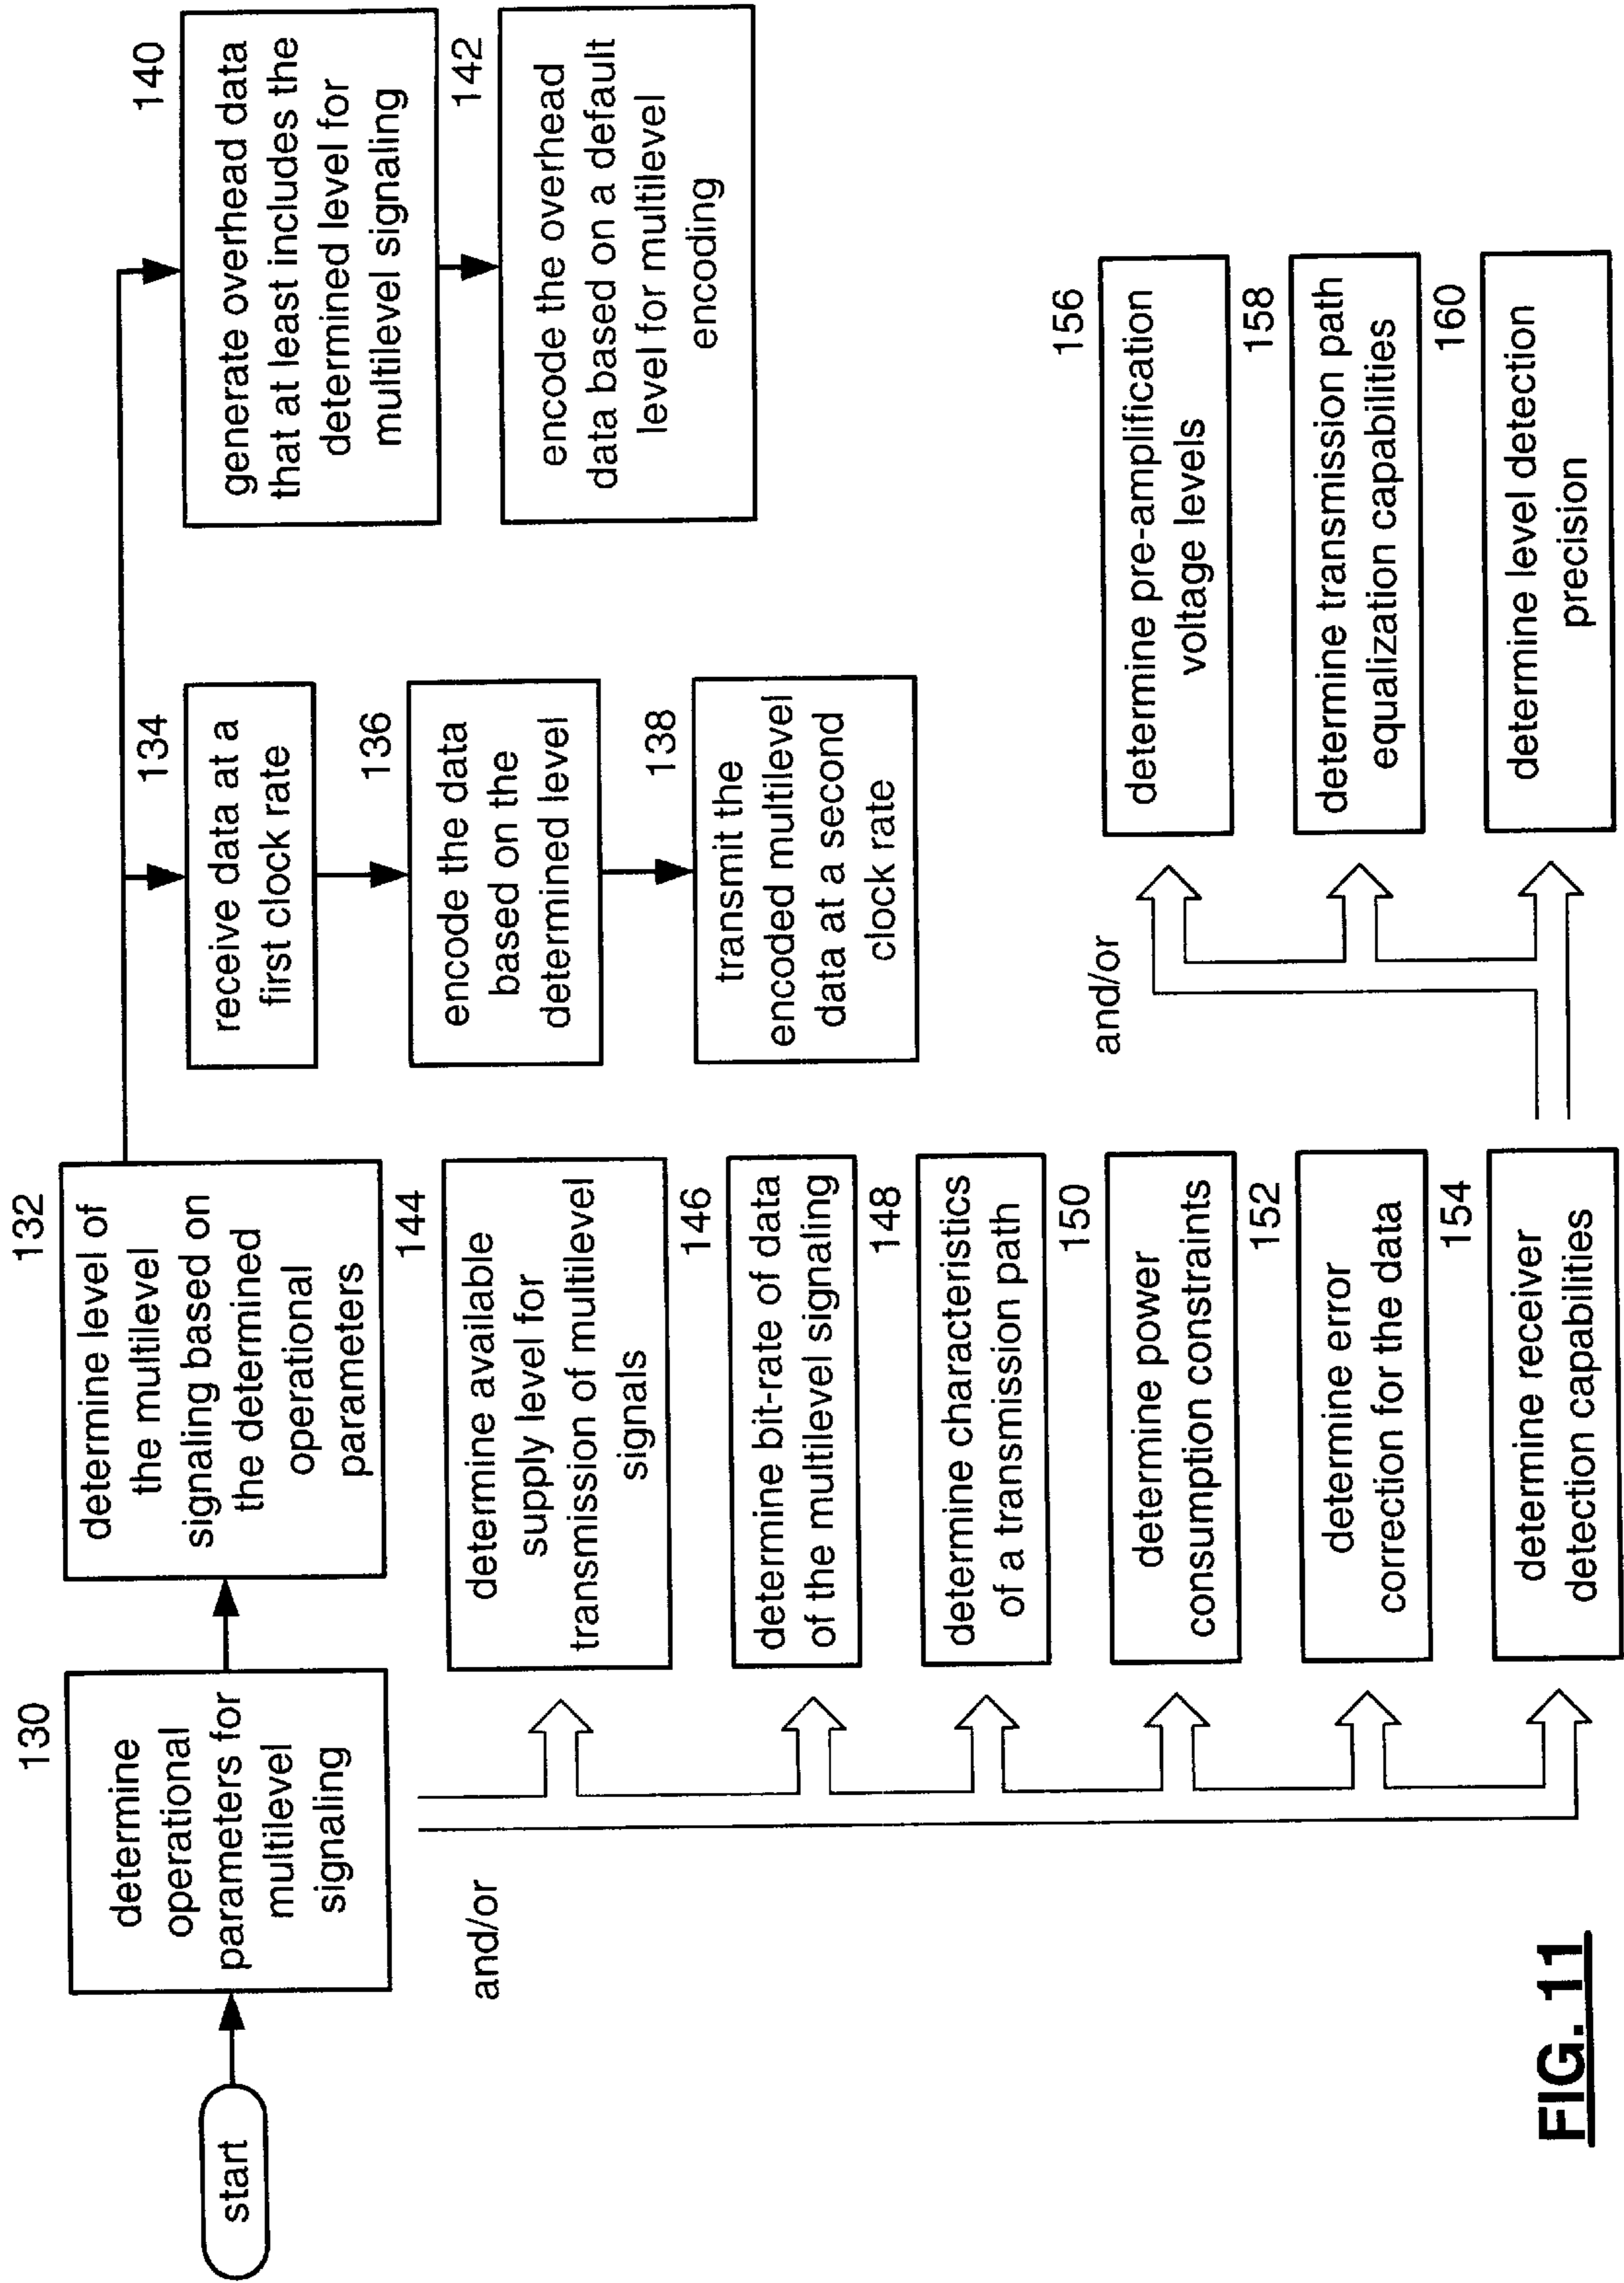 start
130
determine
operational
parameters for
multilevel
signaling
132
determine level of
the multilevel
signaling based on
the determined
operational
parameters
134
receive data at a
first clock rate
136
encode the data
based on the
determined level
138
transmit the
encoded multilevel
data at a second
clock rate
140
generate overhead data
that at least includes the
determined level for
multilevel signaling
142
encode the overhead
data based on a default
level for multilevel
encoding
and/or
144
determine available
supply level for
transmission of multilevel
signals
146
determine bit-rate of data
of the multilevel signaling
148
determine characteristics
of a transmission path
150
determine power
consumption constraints
152
determine error
correction for the data
154
determine receiver
detection capabilities
and/or
156
determine pre-amplification
voltage levels
158
determine transmission path
equalization capabilities
160
determine level detection
precision
FIG. 11